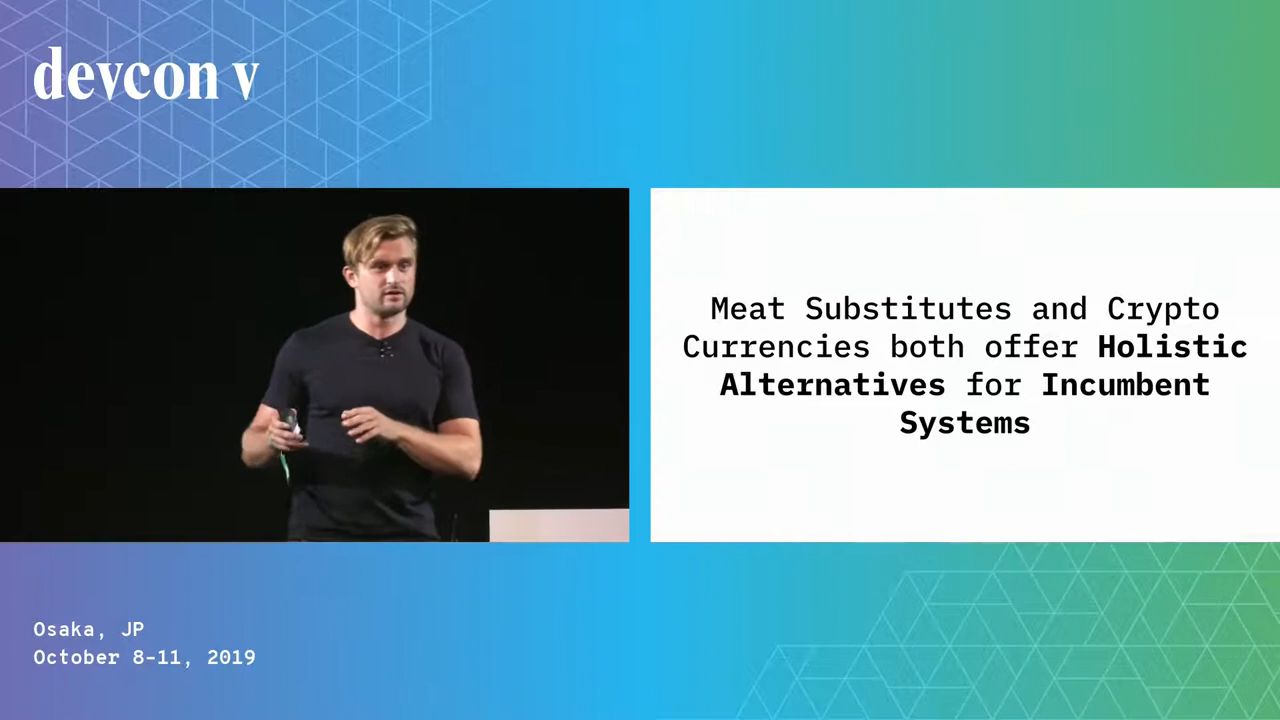 devcon v
Meat Substitutes and Crypto
Currencies both offer Holistic
Alternatives for Incumbent
Systems
Osaka, JP
October 8-11, 2019